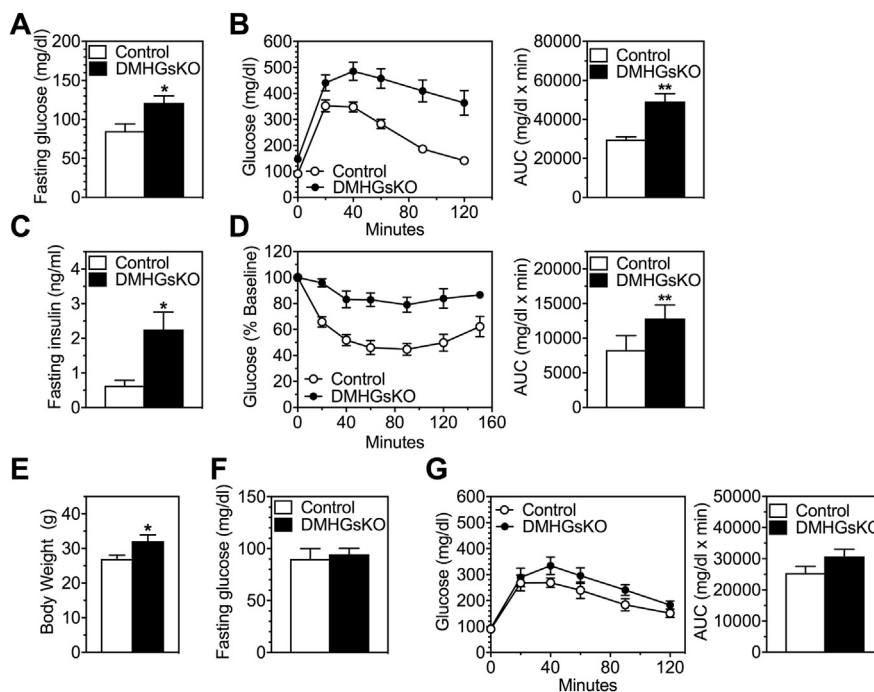 A
Fasting glucose (mg/dl)
200
150
100
50
0
Control
DMHGsKO
*
B
Glucose (mg/dl)
600
500
400
300
200
100
0
Control
DMHGsKO
0 40 80 120
Minutes
AUC (mg/dl x min)
80000
60000
40000
20000
0
Control
DMHGsKO
**
C
Fasting insulin (ng/ml)
4
3
2
1
0
Control
DMHGsKO
*
D
Glucose (% Baseline)
120
100
80
60
40
20
0
Control
DMHGsKO
0 40 80 120 160
Minutes
AUC (mg/dl x min)
20000
15000
10000
5000
0
Control
DMHGsKO
**
E
Body Weight (g)
50
40
30
20
10
0
*
F
Fasting glucose (mg/dl)
150
100
50
0
Control
DMHGsKO
G
Glucose (mg/dl)
600
500
400
300
200
100
0
Control
DMHGsKO
0 40 80 120
Minutes
AUC (mg/dl x min)
50000
40000
30000
20000
10000
0
Control
DMHGsKO